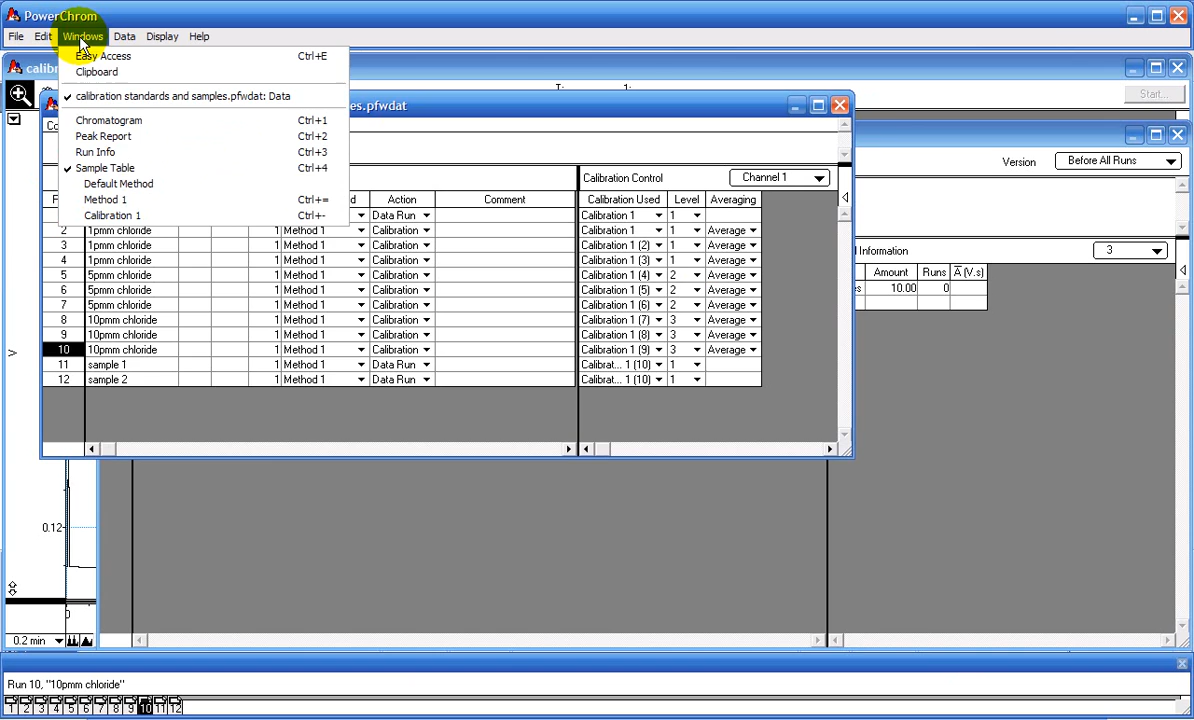 PowerChrom
File Edit Windows Data Display Help
Easy Access Ctrl+E
Clipboard
calibration standards and samples.pfwdat: Data
Chromatogram Ctrl+1
Peak Report Ctrl+2
Run Info Ctrl+3
Sample Table Ctrl+4
Default Method
Method 1 Ctrl+=
Calibration 1 Ctrl+-
Start...
es.pfwdat
Version Before All Runs
Calibration Control Channel 1
Action Comment Calibration Used Level Averaging
Data Run Calibration 1 1
2 1pmm chloride 1 Method 1 Calibration Calibration 1 1 Average
3 1pmm chloride 1 Method 1 Calibration Calibration 1 (2) 1 Average
4 1pmm chloride 1 Method 1 Calibration Calibration 1 (3) 1 Average
5 5pmm chloride 1 Method 1 Calibration Calibration 1 (4) 2 Average
6 5pmm chloride 1 Method 1 Calibration Calibration 1 (5) 2 Average
7 5pmm chloride 1 Method 1 Calibration Calibration 1 (6) 2 Average
8 10pmm chloride 1 Method 1 Calibration Calibration 1 (7) 3 Average
9 10pmm chloride 1 Method 1 Calibration Calibration 1 (8) 3 Average
10 10pmm chloride 1 Method 1 Calibration Calibration 1 (9) 3 Average
11 sample 1 1 Method 1 Data Run Calibrat... 1 (10) 1
12 sample 2 1 Method 1 Data Run Calibrat... 1 (10) 1
Information 3
Amount Runs A (V.s)
10.00 0
0.12
0
0.2 min
Run 10, "10pmm chloride"
1 2 3 4 5 6 7 8 9 10 11 12